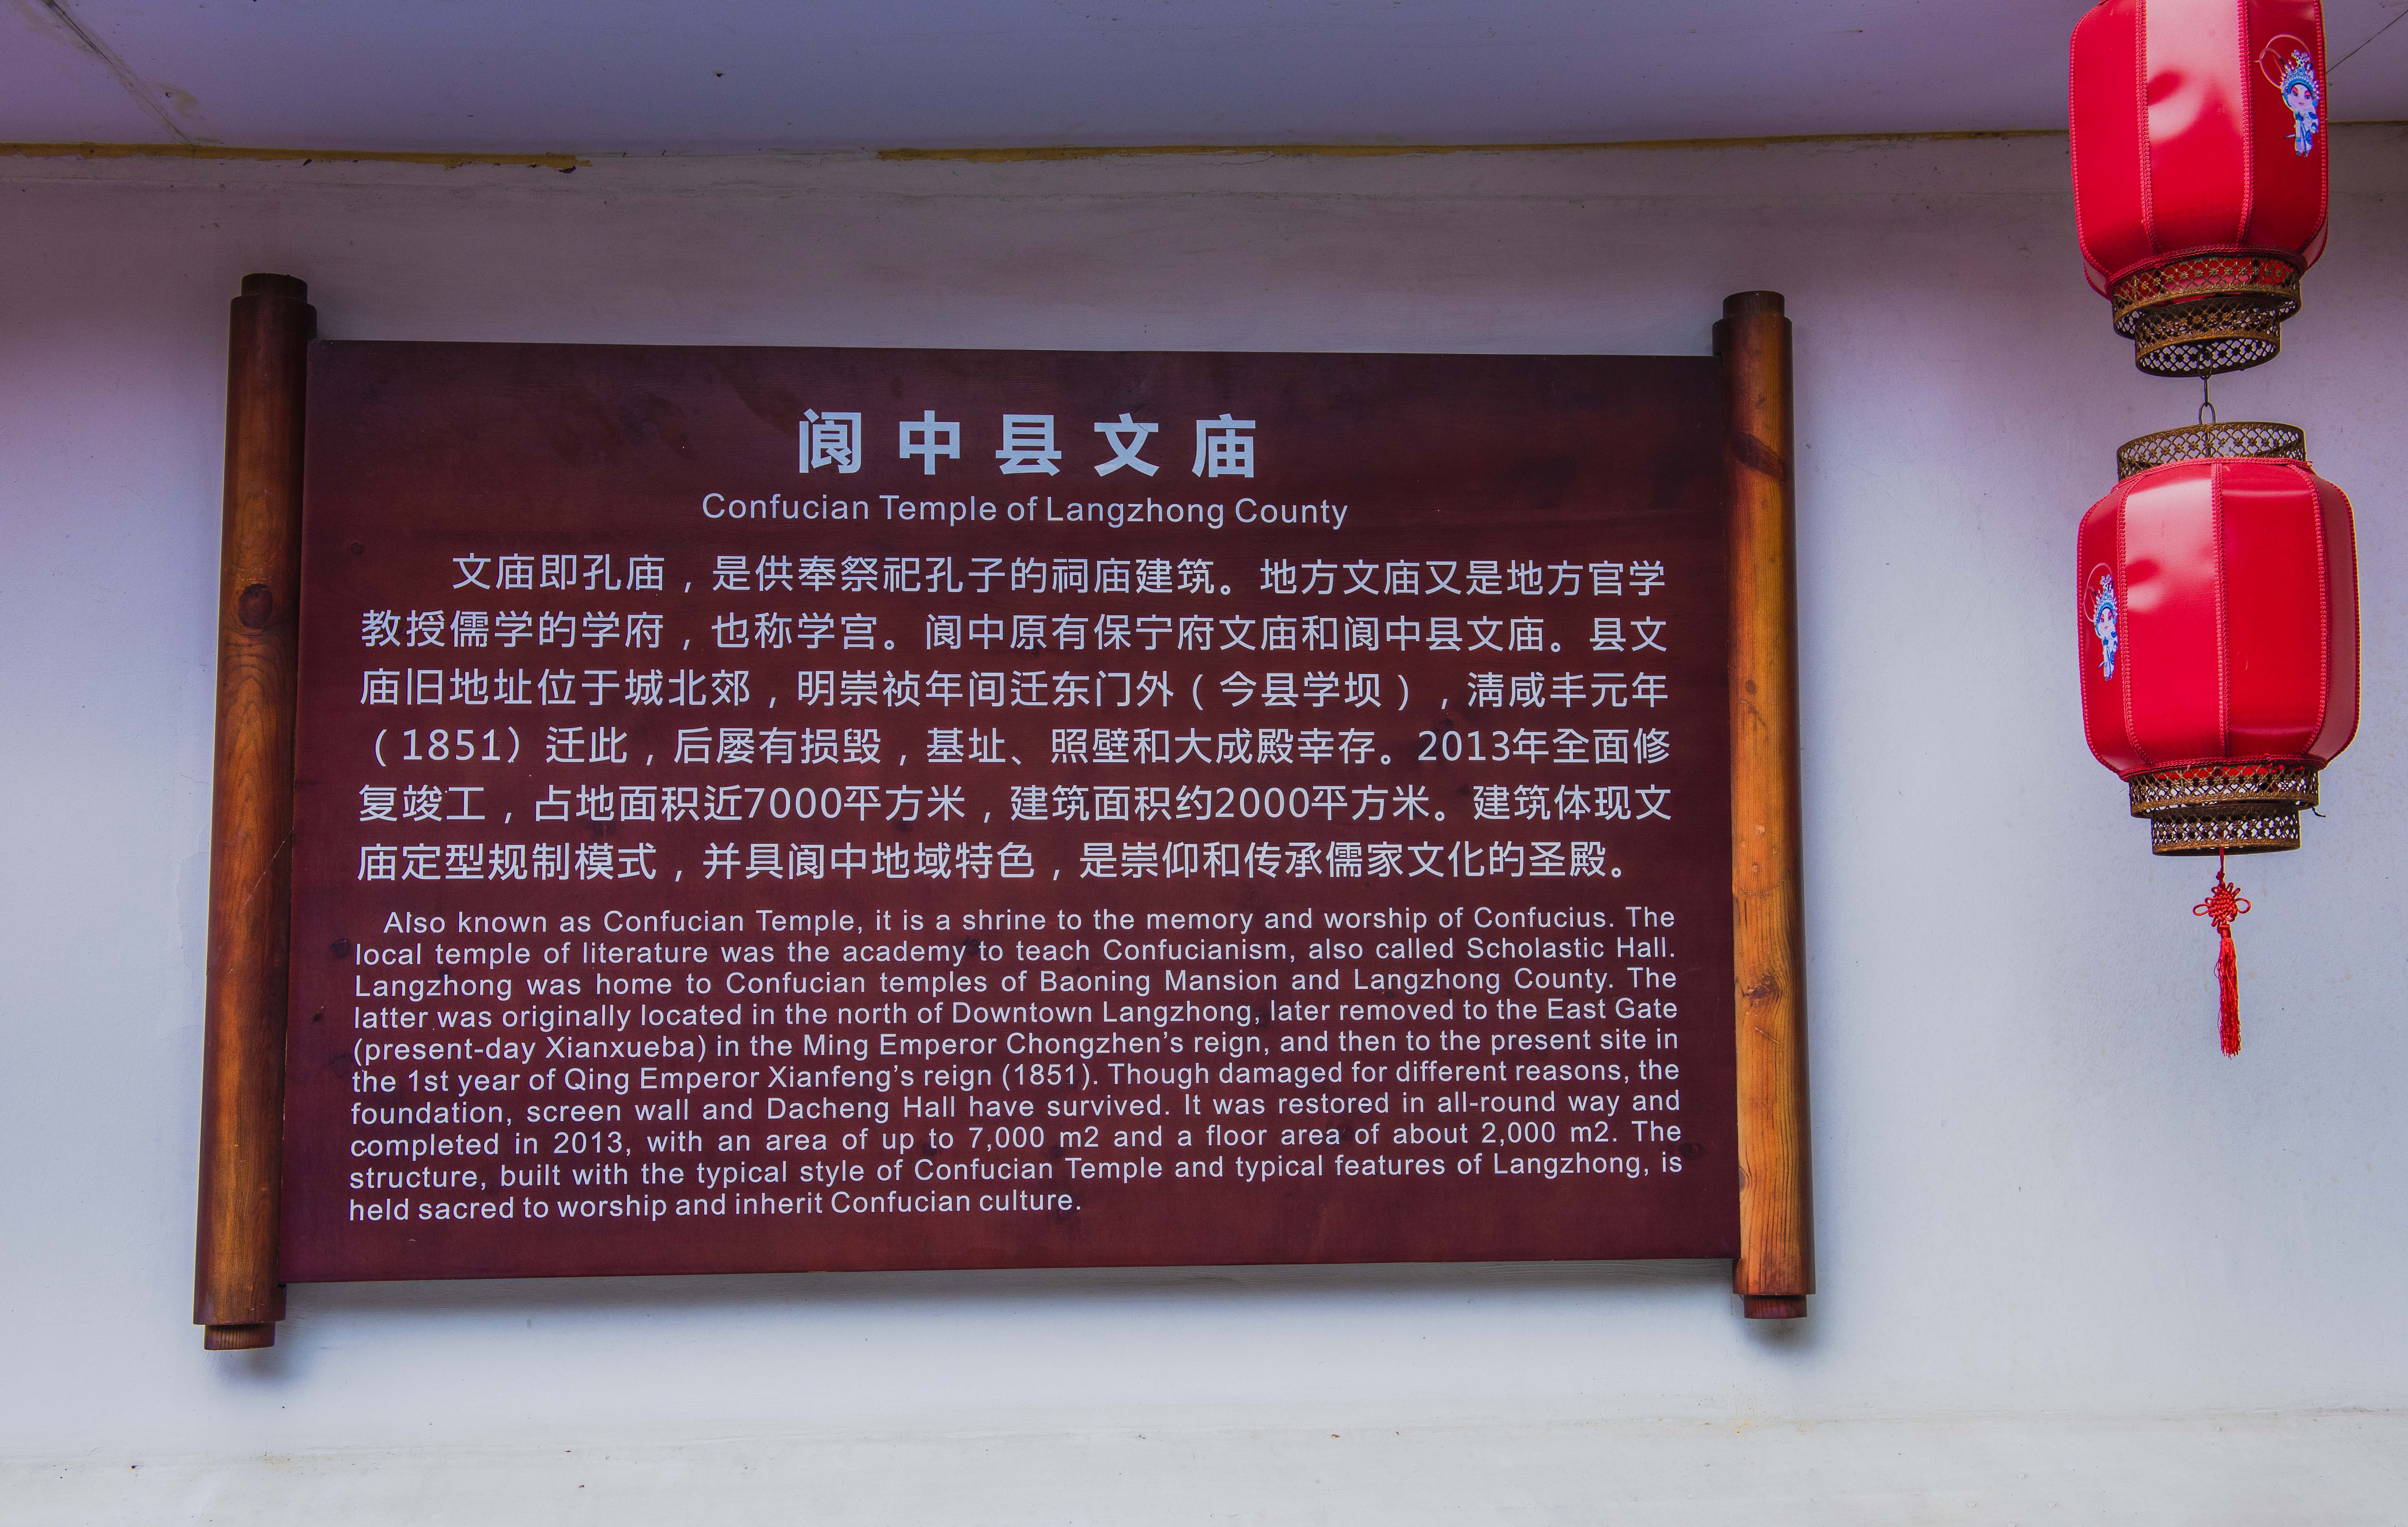 阆中县文庙
Confucian Temple of Langzhong County
文庙即孔庙，是供奉祭祀孔子的祠庙建筑。地方文庙又是地方官学
教授儒学的学府，也称学宫。阆中原有保宁府文庙和阆中县文庙。县文
庙旧地址位于城北郊，明崇祯年间迁东门外（今县学坝），清咸丰元年
（1851）迁此，后屡有损毁，基址、照壁和大成殿幸存。2013年全面修
复竣工，占地面积近7000平方米，建筑面积约2000平方米。建筑体现文
庙定型规制模式，并具阆中地域特色，是崇仰和传承儒家文化的圣殿。
Also known as Confucian Temple, it is a shrine to the memory and worship of Confucius. The
local temple of literature was the academy to teach Confucianism, also called Scholastic Hall.
Langzhong was home to Confucian temples of Baoning Mansion and Langzhong County. The
latter was originally located in the north of Downtown Langzhong, later removed to the East Gate
(present-day Xianxueba) in the Ming Emperor Chongzhen’s reign, and then to the present site in
the 1st year of Qing Emperor Xianfeng’s reign (1851). Though damaged for different reasons, the
foundation, screen wall and Dacheng Hall have survived. It was restored in all-round way and
completed in 2013, with an area of up to 7,000 m2 and a floor area of about 2,000 m2. The
structure, built with the typical style of Confucian Temple and typical features of Langzhong, is
held sacred to worship and inherit Confucian culture.